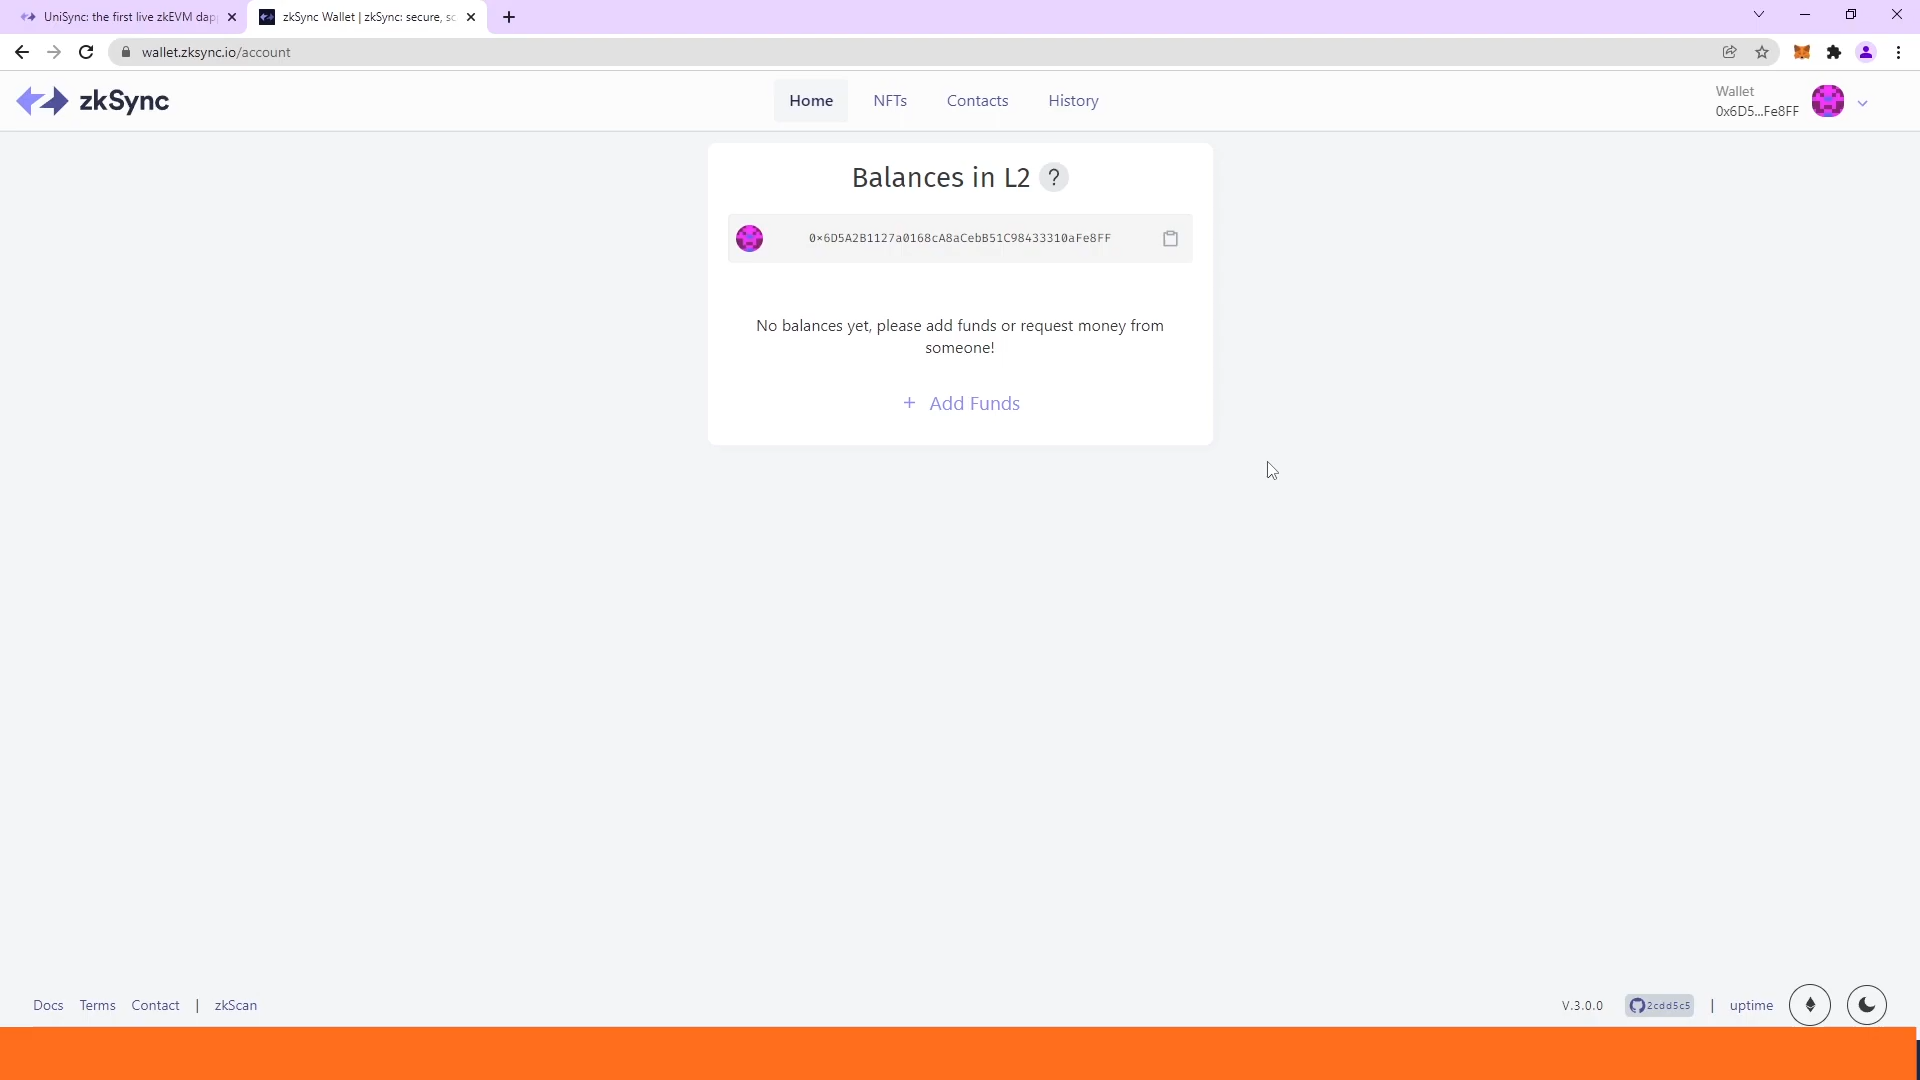 UniSync: the first live zkEVM dap
zkSync Wallet | zkSync: secure, sc
wallet.zksync.io/account
zkSync
Home
NFTs
Contacts
History
Wallet
0x6D5...Fe8FF
Balances in L2 ?
0×6D5A2B1127a0168cA8aCebB51C98433310aFe8FF
No balances yet, please add funds or request money from
someone!
+ Add Funds
Docs
Terms
Contact
|
zkScan
V.3.0.0
2cdd5c5
|
uptime